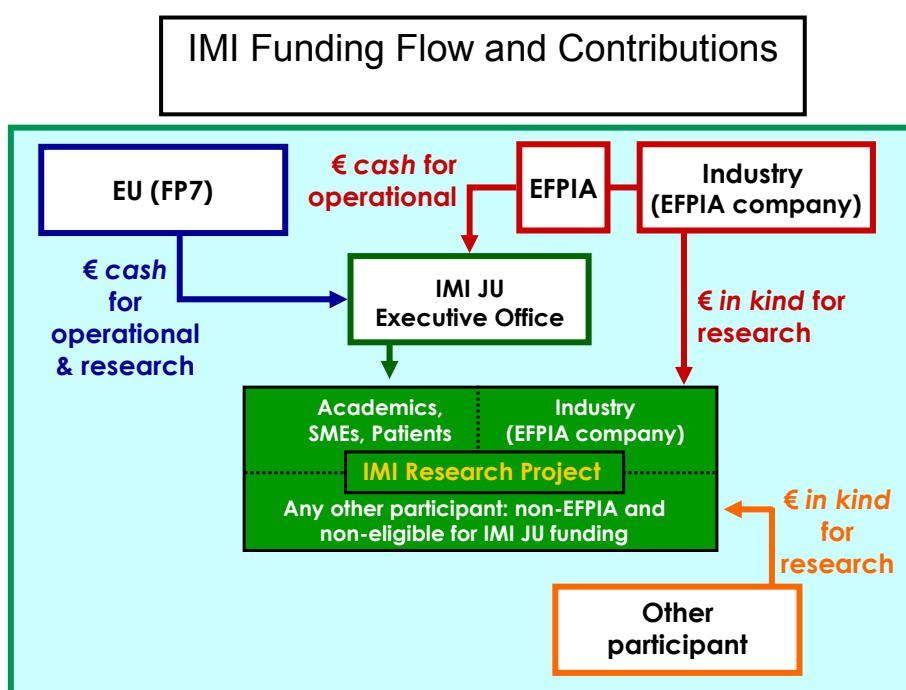 IMI Funding Flow and Contributions
EU (FP7)
€ cash for
operational
EFPIA
Industry
(EFPIA company)
€ cash
for
operational
& research
IMI JU
Executive Office
€ in kind for
research
Academics,
SMEs, Patients
Industry
(EFPIA company)
IMI Research Project
Any other participant: non-EFPIA and
non-eligible for IMI JU funding
€ in kind
for
research
Other
participant